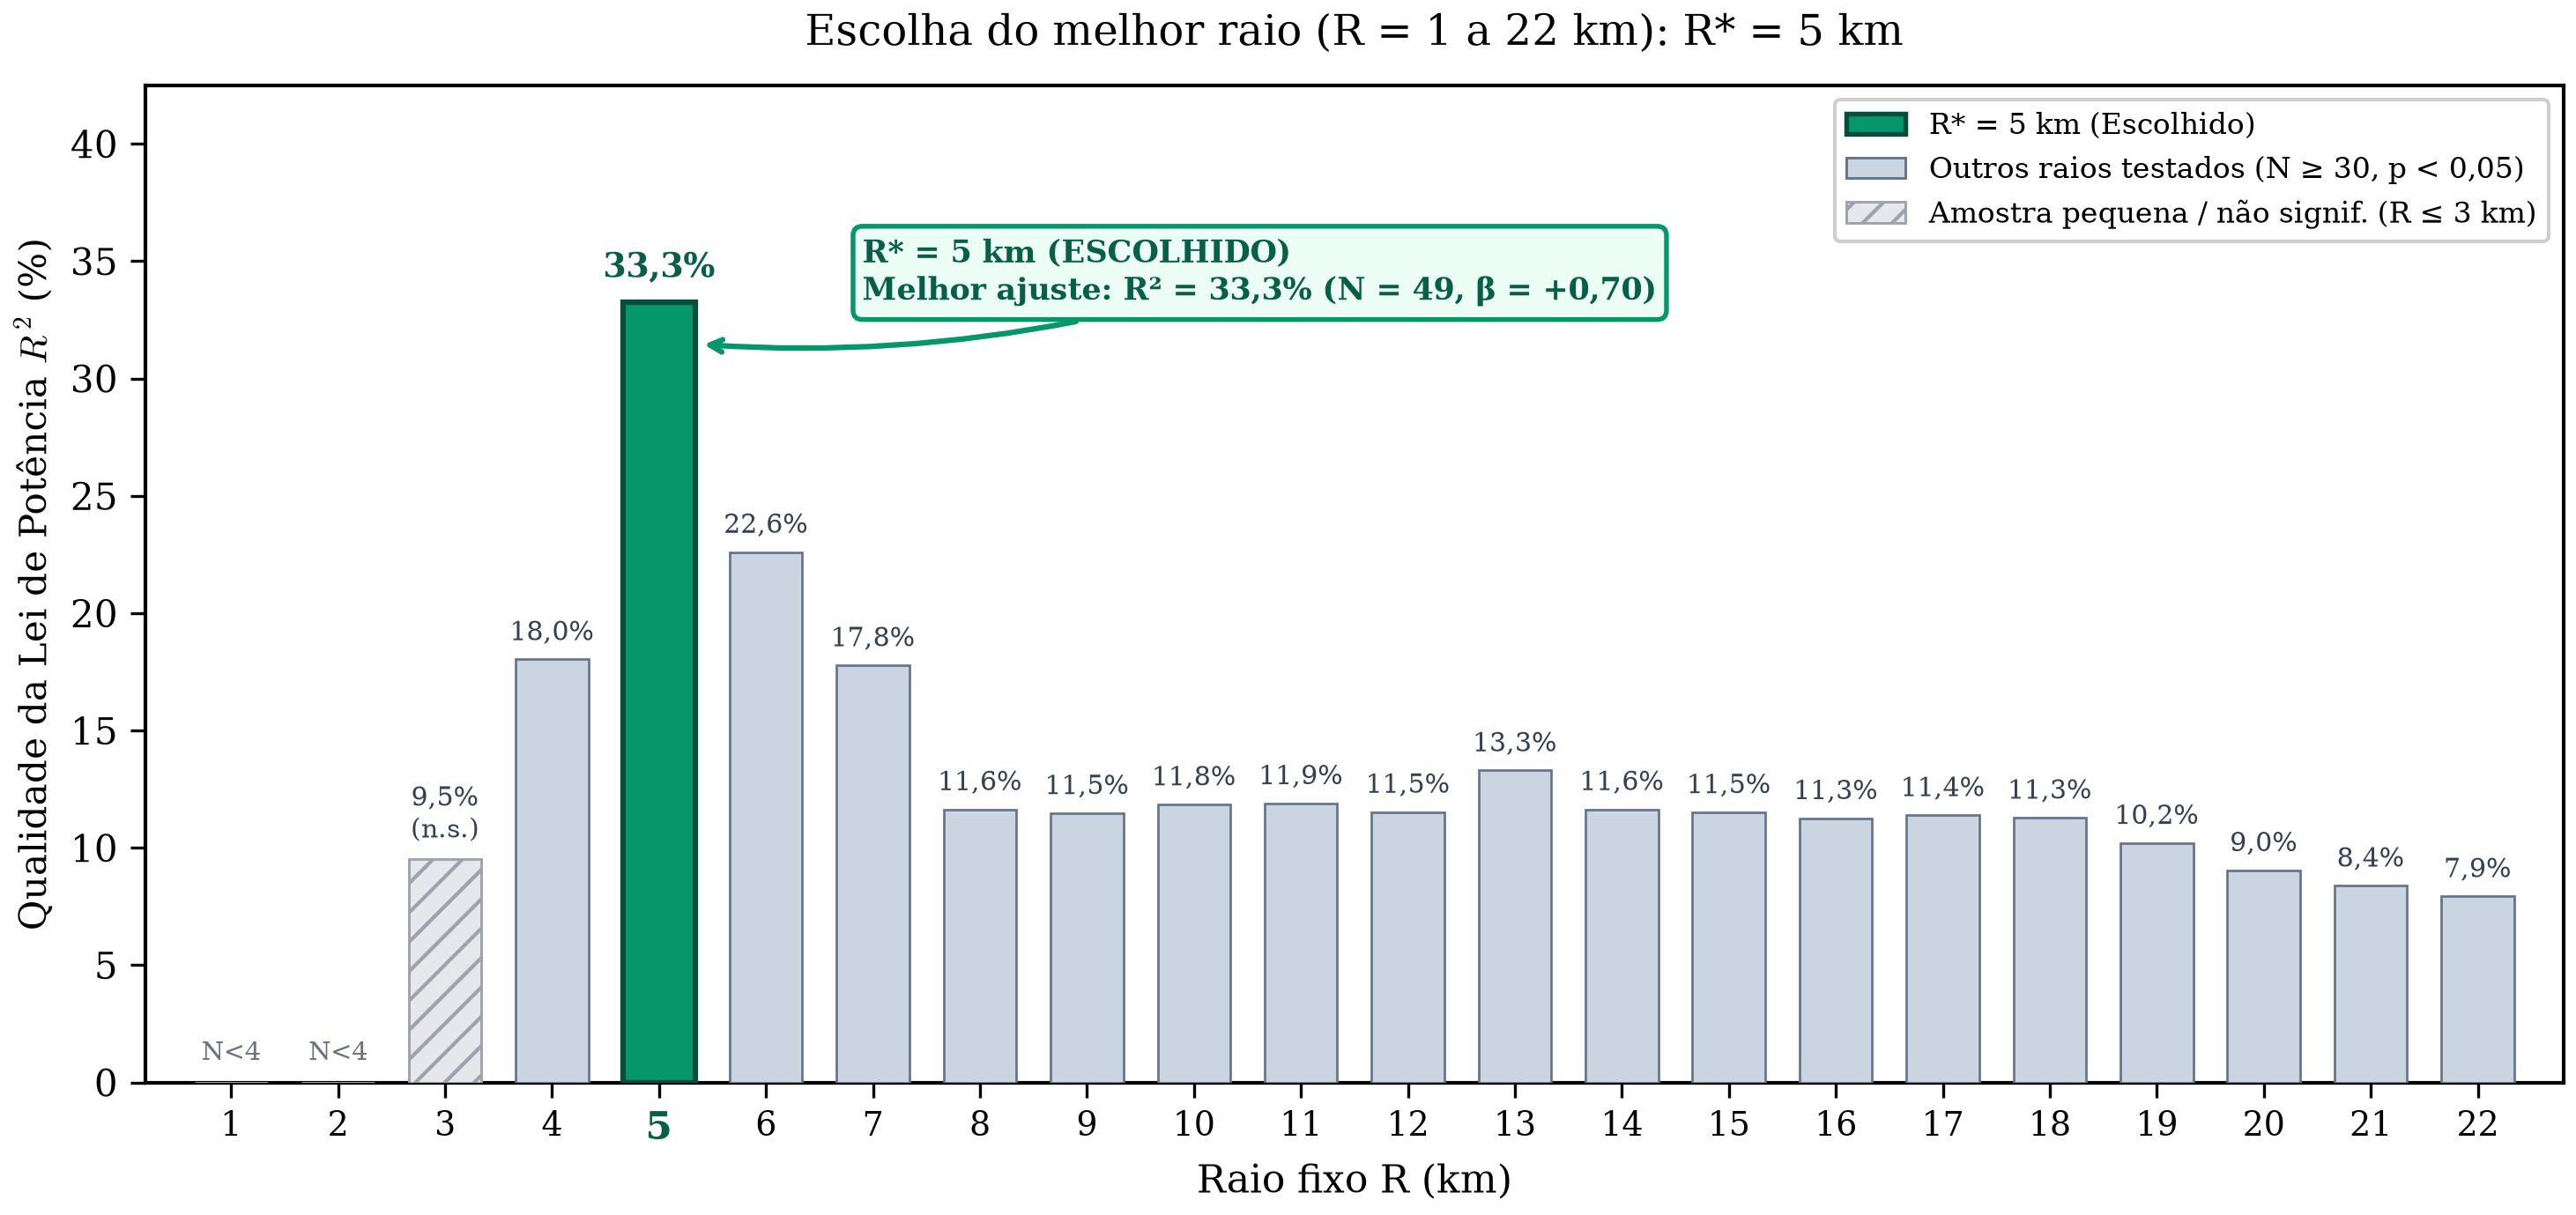 Escolha do melhor raio (R = 1 a 22 km): R* = 5 km
R* = 5 km (Escolhido)
Outros raios testados (N ≥ 30, p < 0,05)
Amostra pequena / não signif. (R ≤ 3 km)
R* = 5 km (ESCOLHIDO)
Melhor ajuste: R² = 33,3% (N = 49, β = +0,70)
Qualidade da Lei de Potência R² (%)
40
35
30
25
20
15
10
5
0
N<4
N<4
9,5%
(n.s.)
18,0%
33,3%
22,6%
17,8%
11,6%
11,5%
11,8%
11,9%
11,5%
13,3%
11,6%
11,5%
11,3%
11,4%
11,3%
10,2%
9,0%
8,4%
7,9%
1 2 3 4 5 6 7 8 9 10 11 12 13 14 15 16 17 18 19 20 21 22
Raio fixo R (km)